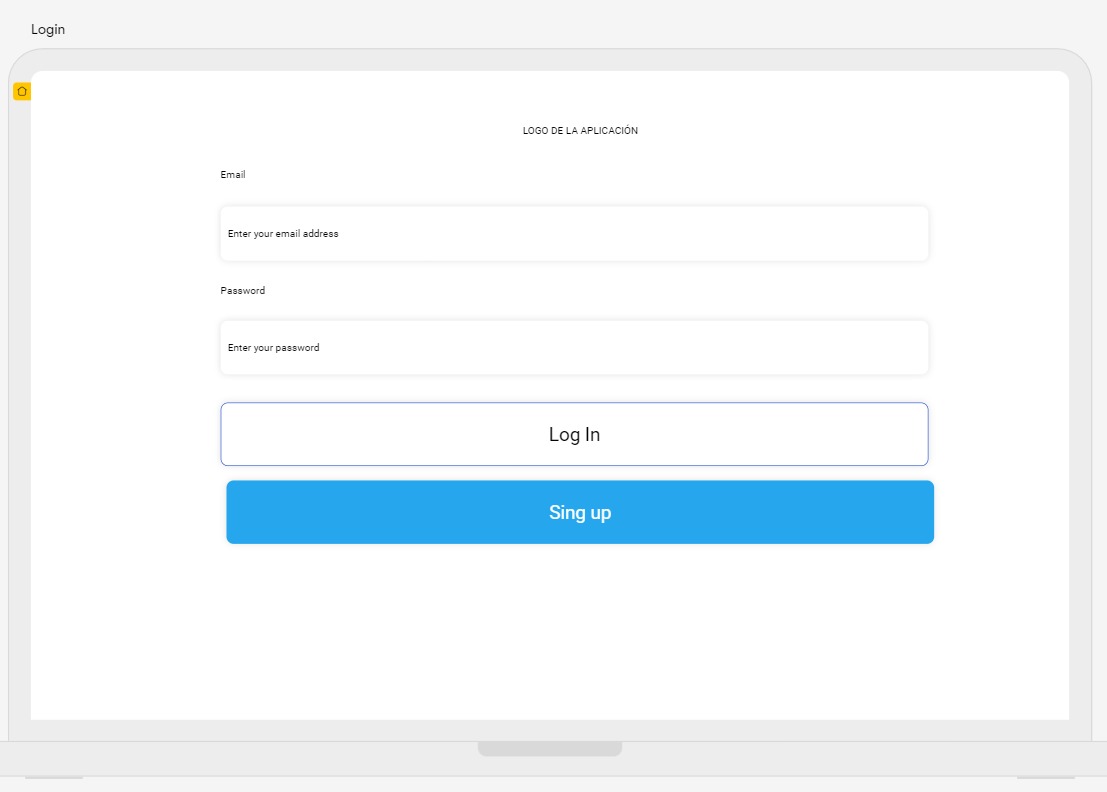 Login
LOGO DE LA APLICACIÓN
Email
Enter your email address
Password
Enter your password
Log In
Sing up